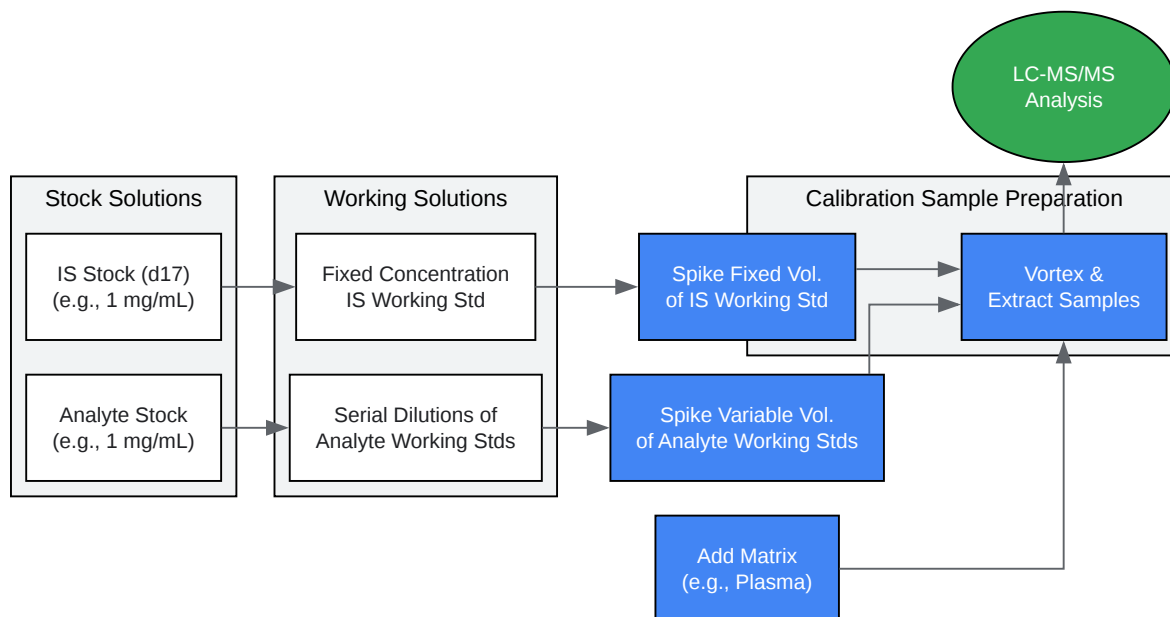 LC-MS/MS
Analysis
Stock Solutions
Working Solutions
Calibration Sample Preparation
IS Stock (d17)
(e.g., 1 mg/mL)
Fixed Concentration
IS Working Std
Spike Fixed Vol.
of IS Working Std
Vortex &
Extract Samples
Analyte Stock
(e.g., 1 mg/mL)
Serial Dilutions of
Analyte Working Stds
Spike Variable Vol.
of Analyte Working Stds
Add Matrix
(e.g., Plasma)